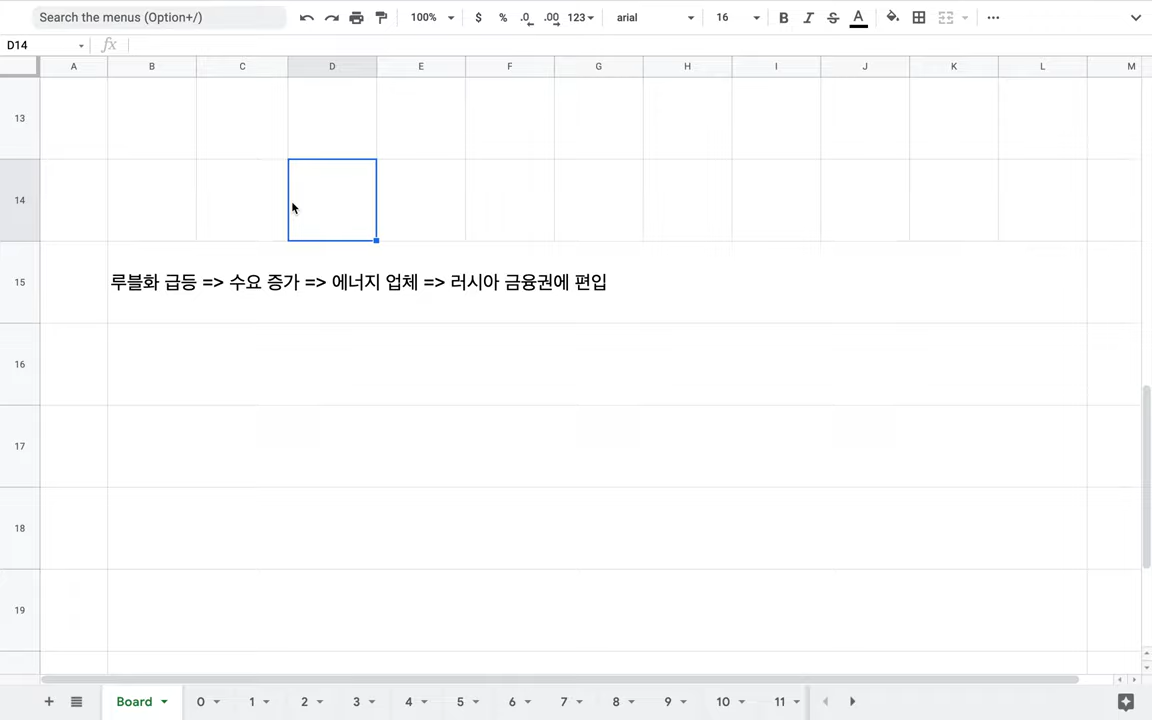 Search the menus (Option+/) 100% $ % .0 .00 123 arial 16 B I S A
D14 fx
A B C D E F G H I J K L M
13
14
15 루블화 급등 => 수요 증가 => 에너지 업체 => 러시아 금융권에 편입
16
17
18
19
Board 0 1 2 3 4 5 6 7 8 9 10 11